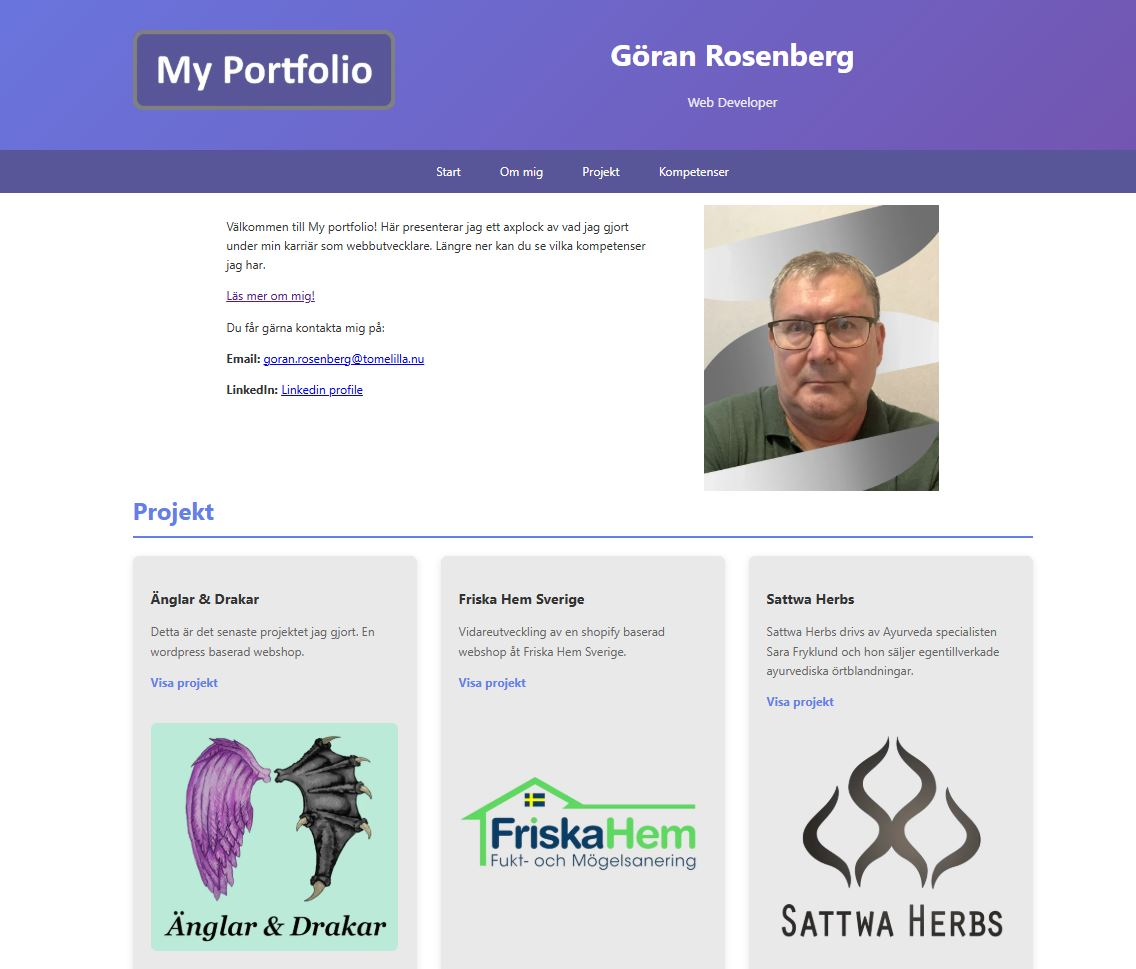 My Portfolio
Göran Rosenberg
Web Developer
Start
Om mig
Projekt
Kompetenser
Välkommen till My portfolio! Här presenterar jag ett axplock av vad jag gjort
under min karriär som webbutvecklare. Längre ner kan du se vilka kompetenser
jag har.
Läs mer om mig!
Du får gärna kontakta mig på:
Email: goran.rosenberg@tomelilla.nu
LinkedIn: Linkedin profile
Projekt
Änglar & Drakar
Detta är det senaste projektet jag gjort. En
wordpress baserad webshop.
Visa projekt
Änglar & Drakar
Friska Hem Sverige
Vidareutveckling av en shopify baserad
webshop åt Friska Hem Sverige.
Visa projekt
FriskaHem
Fukt- och Mögelsanering
Sattwa Herbs
Sattwa Herbs drivs av Ayurveda specialisten
Sara Fryklund och hon säljer egentillverkade
ayurvediska örtblandningar.
Visa projekt
SATTWA HERBS